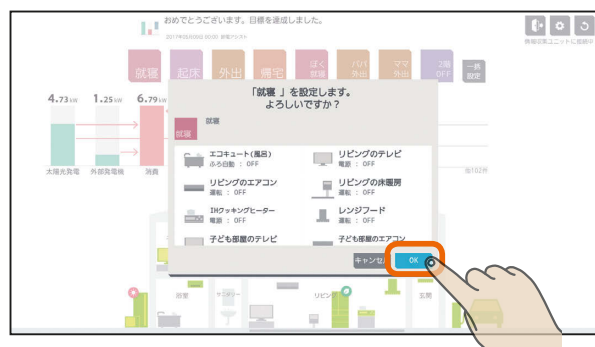 おめでとうございます。目標を達成しました。
就寝
起床
外出
帰宅
ぼく
就寝
パパ
外出
ママ
外出
2階
OFF
一括
設定
4.73 kW
1.25 kW
6.79 kW
太陽光発電
外部発電機
消費
「就寝 」を設定します。
よろしいですか？
就寝
就寝
エコキュート(風呂)
ふろ自動 : OFF
リビングのテレビ
電源 : OFF
リビングのエアコン
運転 : OFF
リビングの床暖房
運転 : OFF
IHクッキングヒーター
電源 : OFF
レンジフード
運転 : OFF
子ども部屋のテレビ
子ども部屋のエアコン
キャンセル
OK
浴室
リビング
玄関